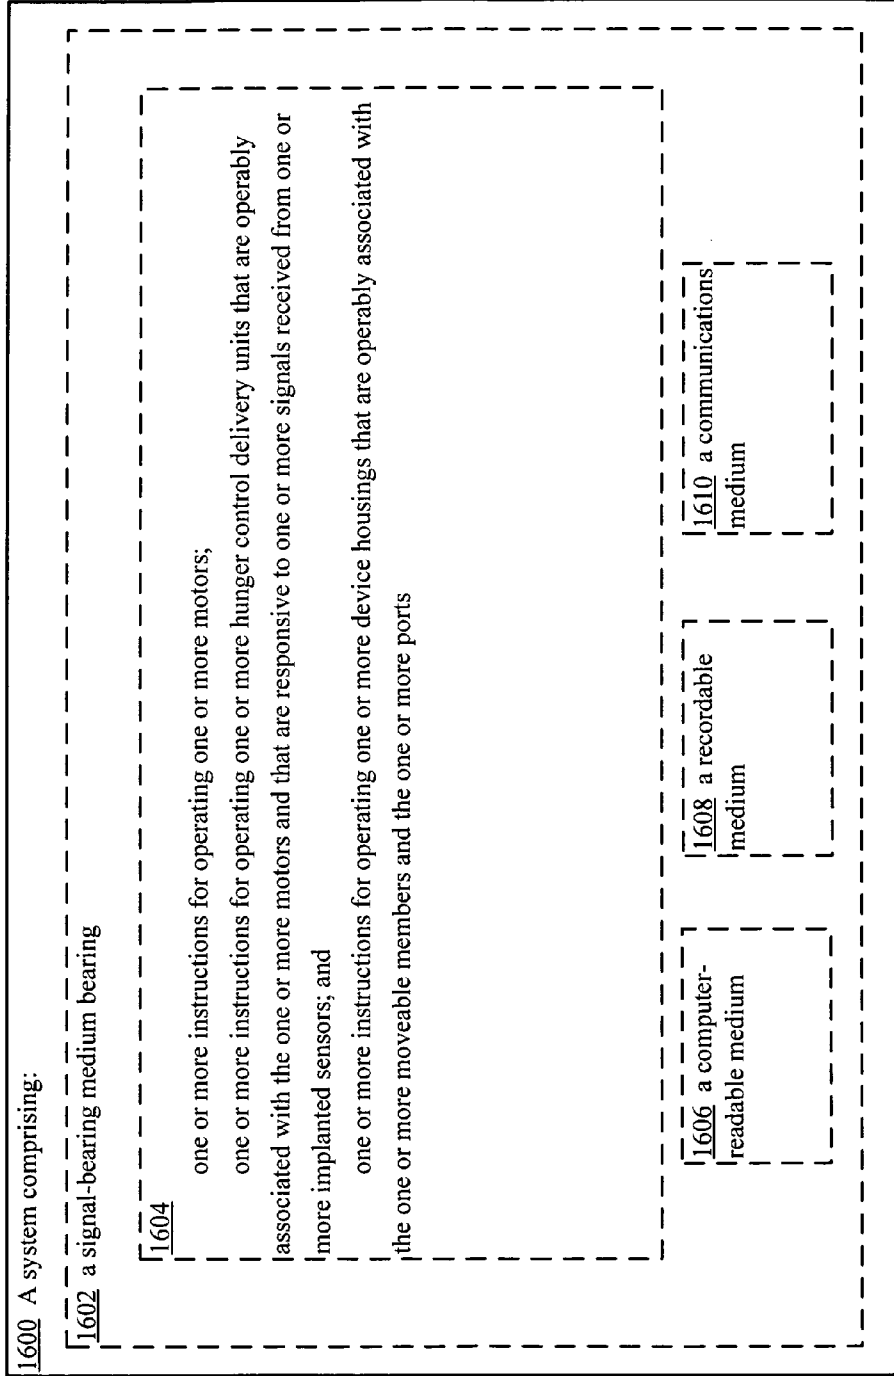 1600 A system comprising:
1602 a signal-bearing medium bearing
1604
one or more instructions for operating one or more motors;
one or more instructions for operating one or more hunger control delivery units that are operably
associated with the one or more motors and that are responsive to one or more signals received from one or
more implanted sensors; and
one or more instructions for operating one or more device housings that are operably associated with
the one or more moveable members and the one or more ports
1606 a computer-
readable medium
1608 a recordable
medium
1610 a communications
medium